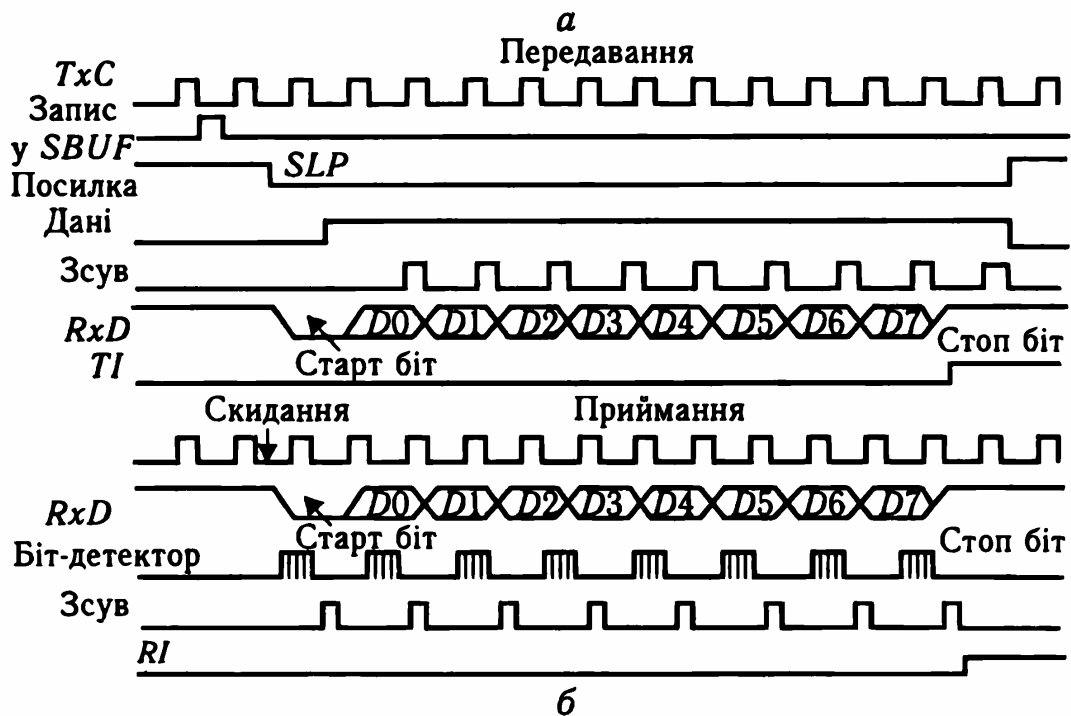 а
Передавання
TxC
Запис
у SBUF
SLP
Посилка
Дані
Зсув
RxD
D0 D1 D2 D3 D4 D5 D6 D7
Старт біт
Стоп біт
TI
Скидання
Приймання
RxD
D0 D1 D2 D3 D4 D5 D6 D7
Старт біт
Стоп біт
Біт-детектор
Зсув
RI
б